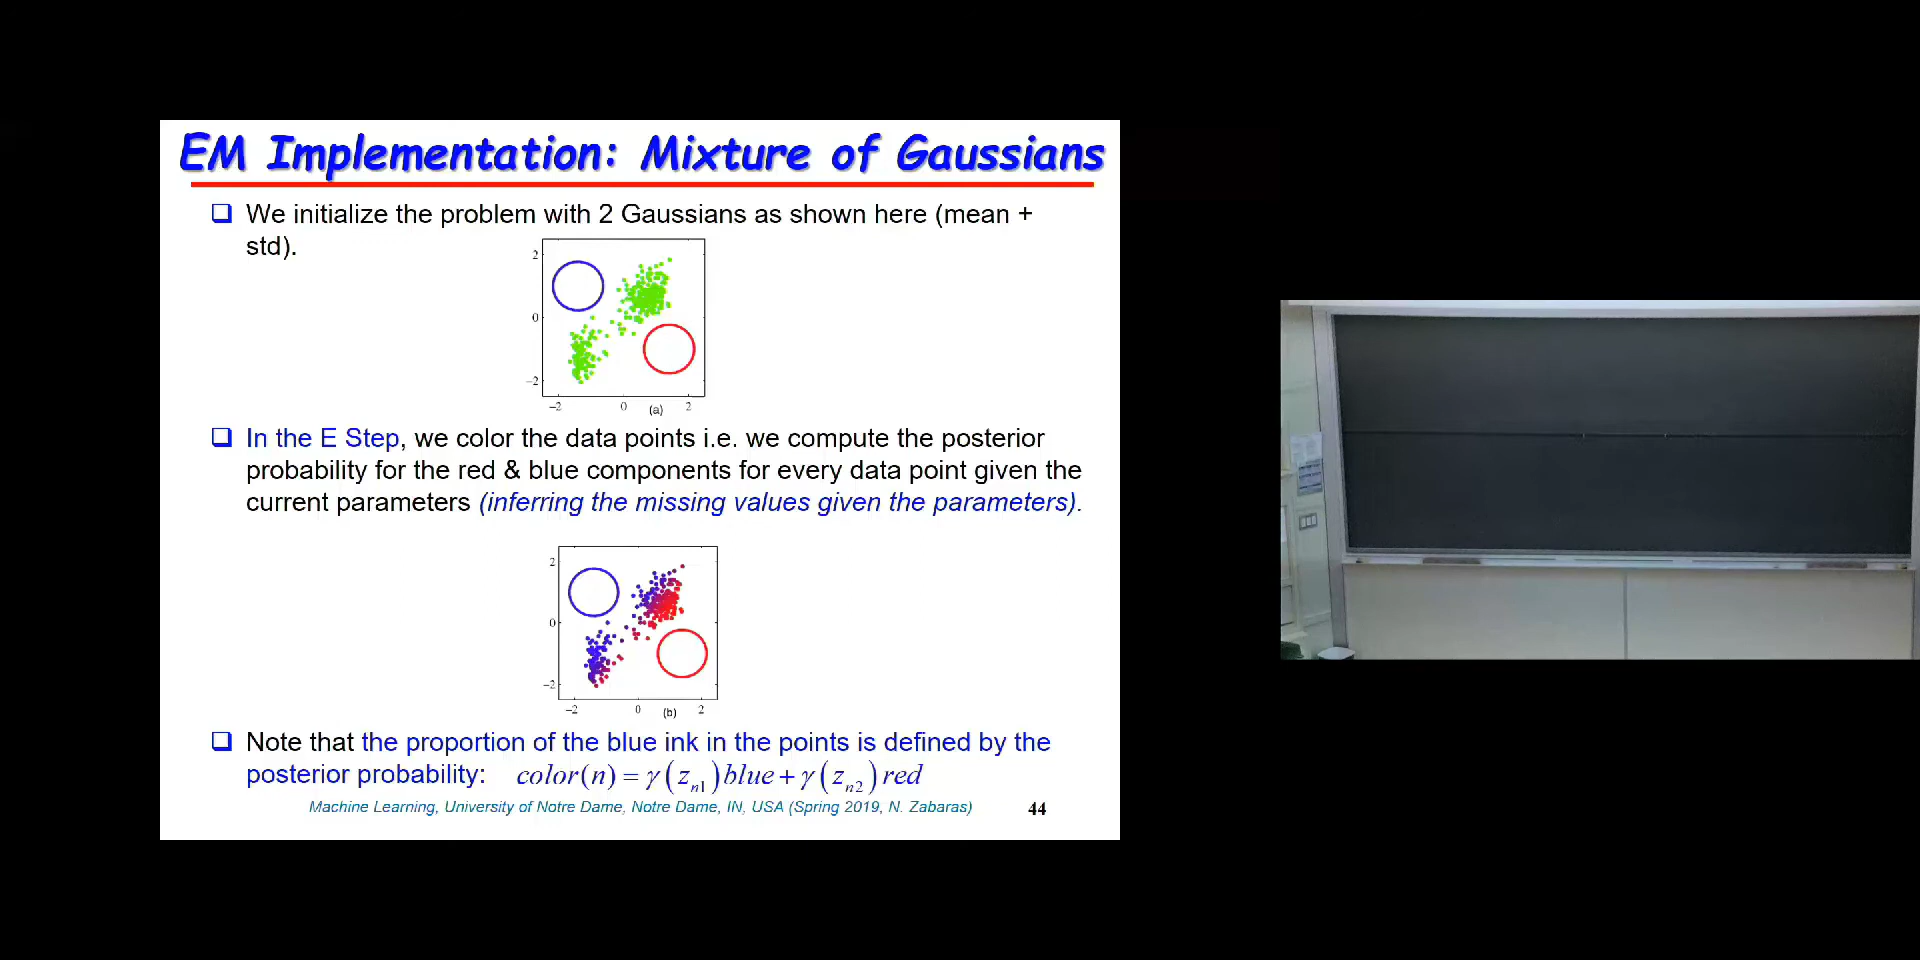 EM Implementation: Mixture of Gaussians
❑ We initialize the problem with 2 Gaussians as shown here (mean +
std).
2
0
−2
−2 0 (a) 2
❑ In the E Step, we color the data points i.e. we compute the posterior
probability for the red & blue components for every data point given the
current parameters (inferring the missing values given the parameters).
2
0
−2
−2 0 (b) 2
❑ Note that the proportion of the blue ink in the points is defined by the
posterior probability: color(n) = γ(z_{n1})blue + γ(z_{n2})red
Machine Learning, University of Notre Dame, Notre Dame, IN, USA (Spring 2019, N. Zabaras) 44